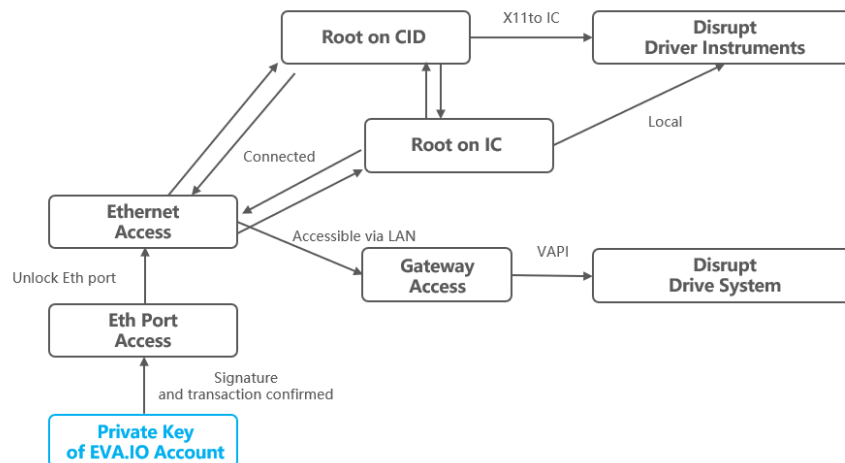 X11to IC
Root on CID
Disrupt
Driver Instruments
Local
Root on IC
Connected
Ethernet
Access
Accessible via LAN
VAPI
Gateway
Access
Disrupt
Drive System
Unlock Eth port
Eth Port
Access
Signature
and transaction confirmed
Private Key
of EVA.IO Account